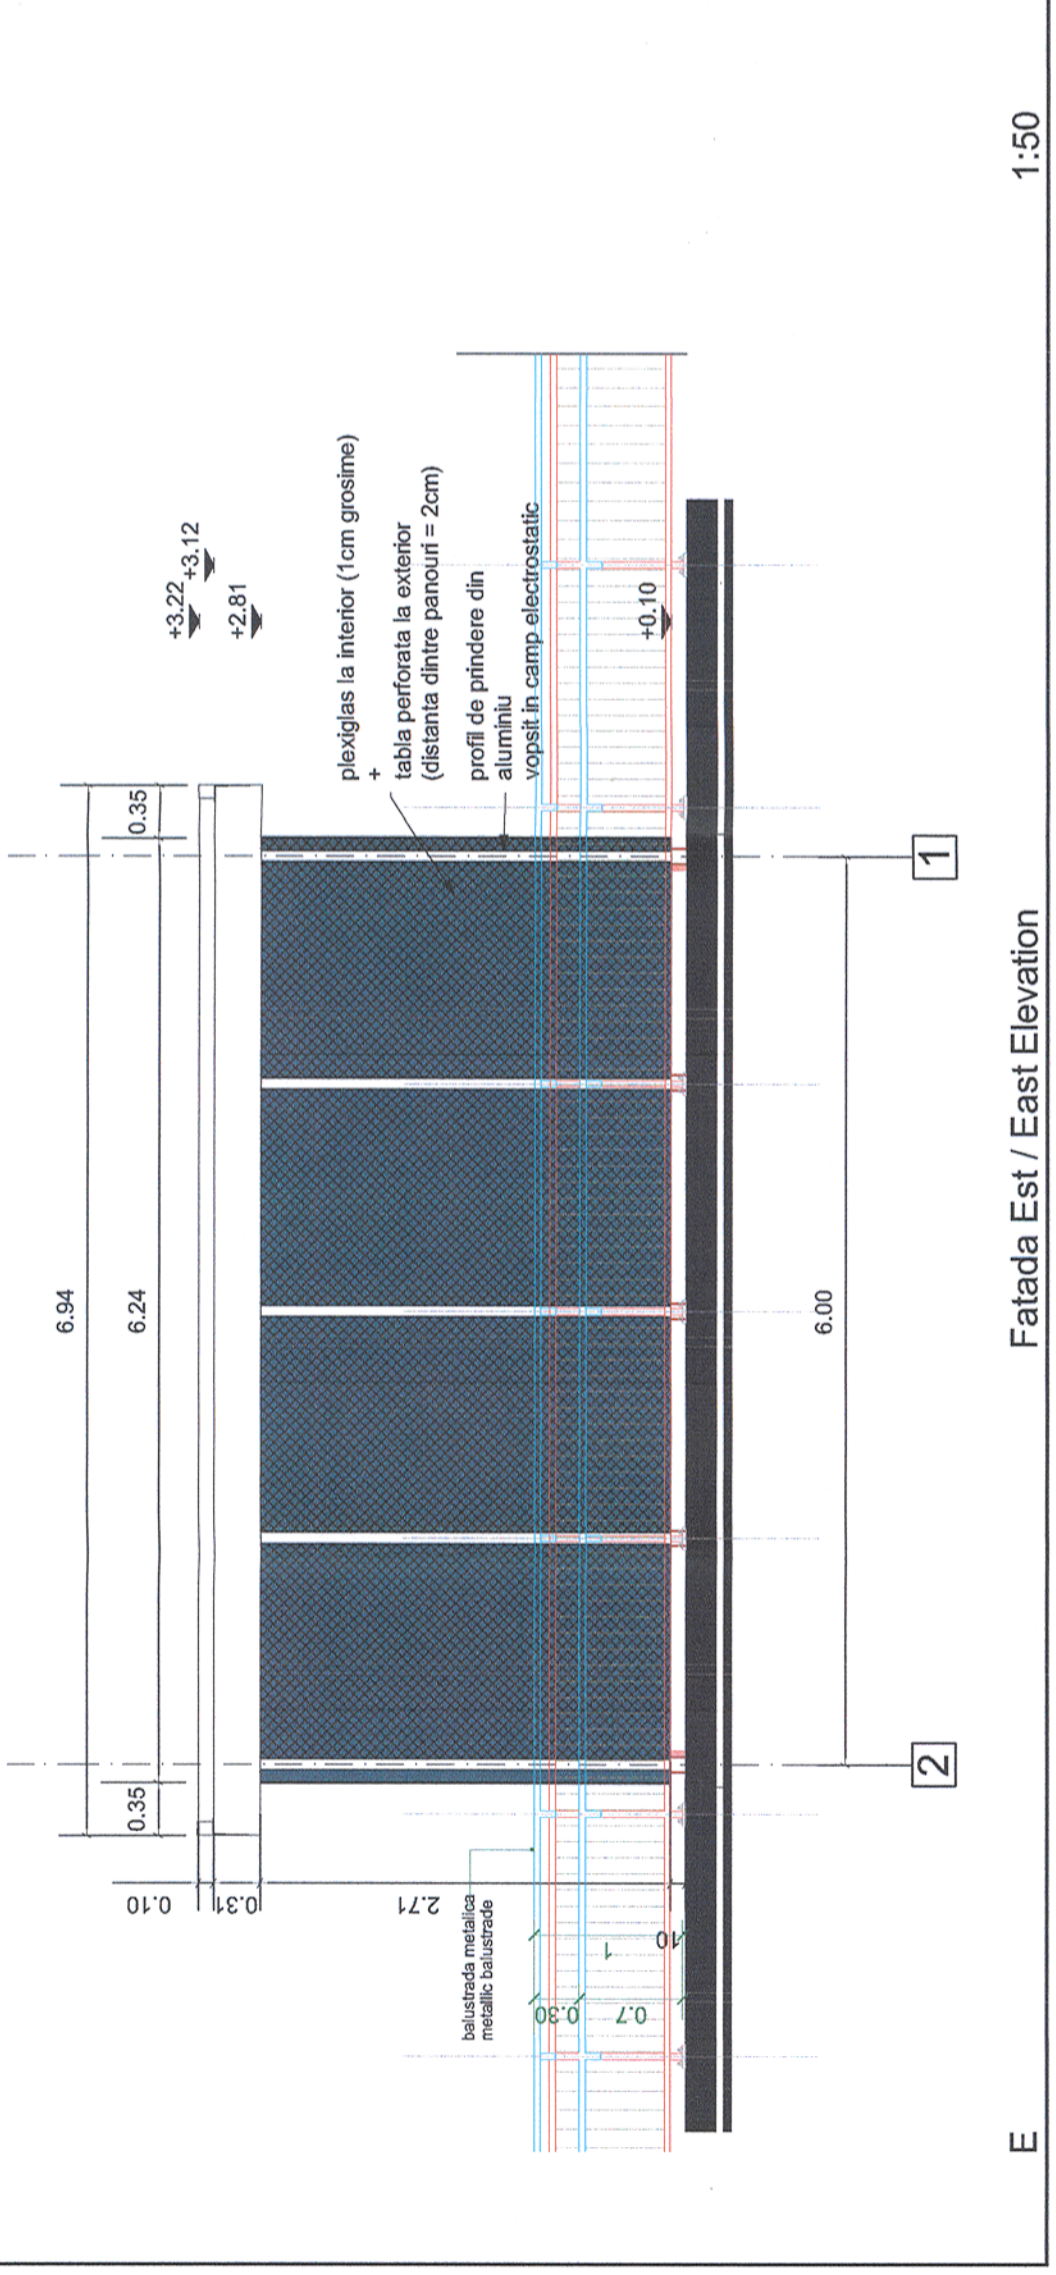 6.94
0.35
6.24
0.35
+3.22
+3.12
+2.81
0.10
0.31
2.71
plexiglas la interior (1cm grosime)
+
tabla perforata la exterior
(distanta dintre panouri = 2cm)
profil de prindere din
aluminiu
vopsit in camp electrostatic
balustrada metalica
metallic balustrade
0.30
0.7
1
10
+0.10
6.00
2
1
E
Fatada Est / East Elevation
1:50